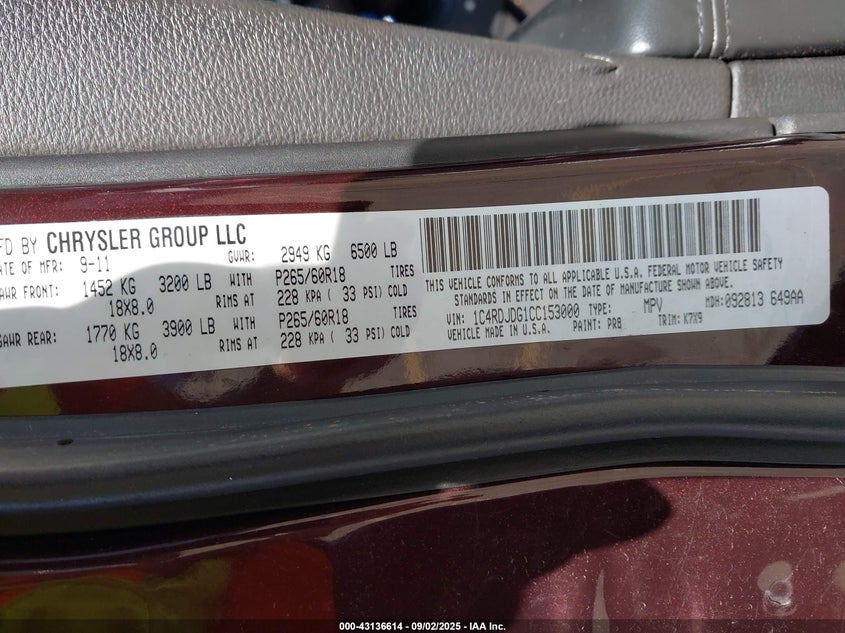 MFD BY CHRYSLER GROUP LLC
DATE OF MFR: 9-11 GVWR: 2949 KG 6500 LB
GAWR FRONT: 1452 KG 3200 LB WITH P265/60R18 TIRES
18X8.0 RIMS AT 228 KPA ( 33 PSI) COLD
GAWR REAR: 1770 KG 3900 LB WITH P265/60R18 TIRES
18X8.0 RIMS AT 228 KPA ( 33 PSI) COLD
THIS VEHICLE CONFORMS TO ALL APPLICABLE U.S.A. FEDERAL MOTOR VEHICLE SAFETY
STANDARDS IN EFFECT ON THE DATE OF MANUFACTURE SHOWN ABOVE.
VIN: 1C4RDJDG1CC153000 TYPE: MPV MDH: 092813 649AA
VEHICLE MADE IN U.S.A. PAINT: PRB TRIM: K7X9
000-43136614 - 09/02/2025 - IAA Inc.